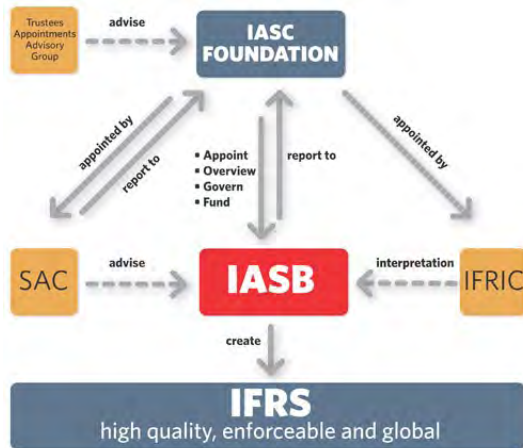 Trustees
Appointments
Advisory
Group
advise
IASC
FOUNDATION
appointed by
report to
▪ Appoint
▪ Overview
▪ Govern
▪ Fund
report to
appointed by
SAC
advise
IASB
interpretation
IFRIC
create
IFRS
high quality, enforceable and global